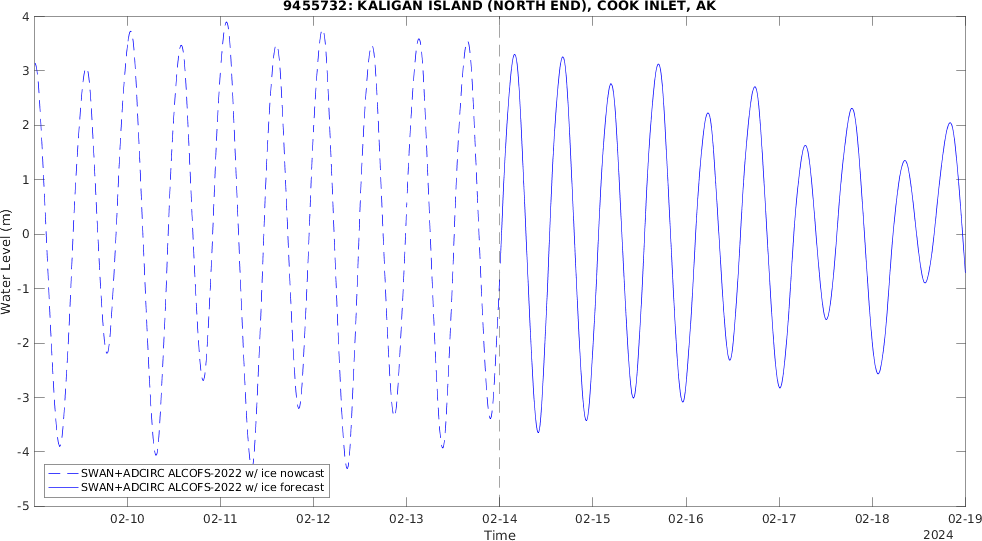 9455732: KALIGAN ISLAND (NORTH END), COOK INLET, AK
4
3
2
1
0
-1
-2
-3
-4
-5
Water Level (m)
SWAN+ADCIRC ALCOFS-2022 w/ ice nowcast
SWAN+ADCIRC ALCOFS-2022 w/ ice forecast
02-10 02-11 02-12 02-13 02-14 02-15 02-16 02-17 02-18 02-19
Time
2024